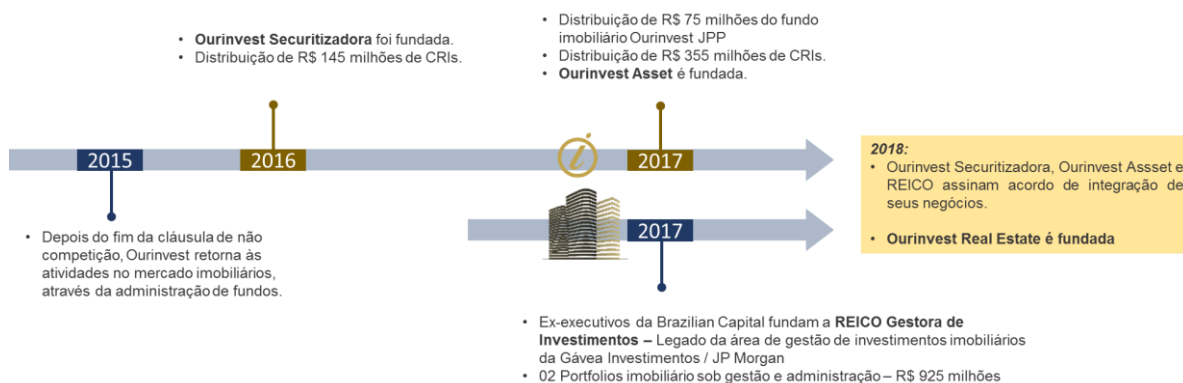 • Ourinvest Securitizadora foi fundada.
• Distribuição de R$ 145 milhões de CRIs.
• Distribuição de R$ 75 milhões do fundo
imobiliário Ourinvest JPP
• Distribuição de R$ 355 milhões de CRIs.
• Ourinvest Asset é fundada.
2015
2016
i
2017
• Depois do fim da cláusula de não
competição, Ourinvest retorna às
atividades no mercado imobiliários,
através da administração de fundos.
2017
• Ex-executivos da Brazilian Capital fundam a REICO Gestora de
Investimentos – Legado da área de gestão de investimentos imobiliários
da Gávea Investimentos / JP Morgan
• 02 Portfolios imobiliário sob gestão e administração – R$ 925 milhões
2018:
• Ourinvest Securitizadora, Ourinvest Assset e
REICO assinam acordo de integração de
seus negócios.
• Ourinvest Real Estate é fundada